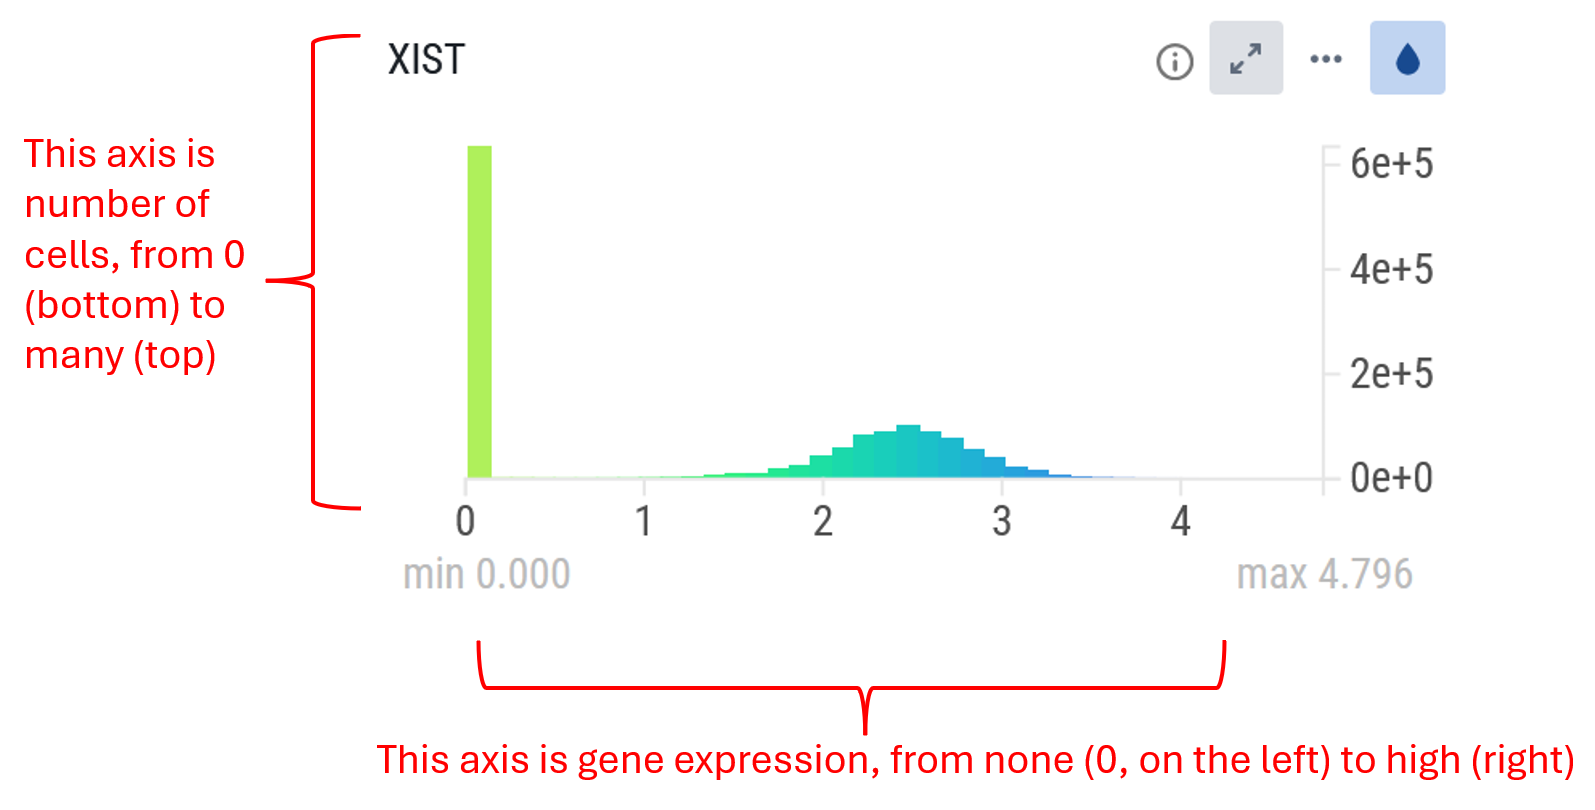 XIST
This axis is
number of
cells, from 0
(bottom) to
many (top)
6e+5
4e+5
2e+5
0e+0
0 1 2 3 4
min 0.000 max 4.796
This axis is gene expression, from none (0, on the left) to high (right)